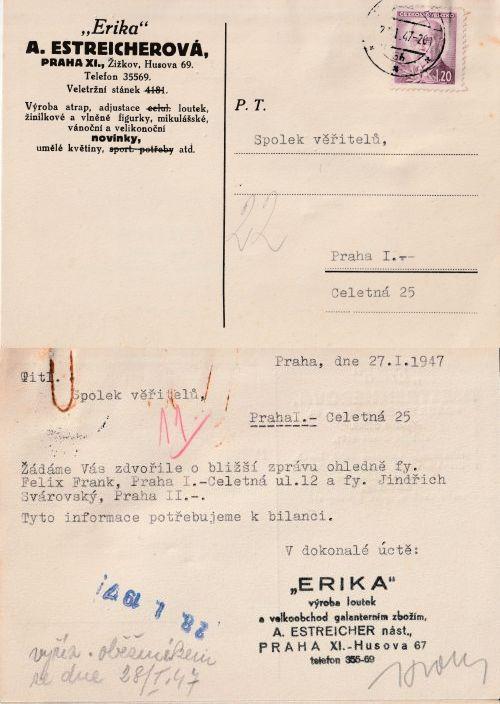 „Erika"
A. ESTREICHEROVÁ,
PRAHA XI., Žižkov, Husova 69.
Telefon 35569.
Veletržní stánek 4181.
Výroba atrap, adjustace celul. loutek,
žinilkové a vlněné figurky, mikulášské,
vánoční a velikonoční
novinky,
umělé květiny, sport. potřeby atd.
ČESKOSLOVENSKO
1.20
P. T.
Spolek věřitelů,
22
Praha I.--
Celetná 25
Praha, dne 27.I.1947
Titl.
Spolek věřitelů,
PrahaI.- Celetná 25
Žádáme Vás zdvořile o bližší zprávu ohledně fy.
Felix Frank, Praha I.-Celetná ul.12 a fy. Jindřich
Svárovský, Praha II.-.
Tyto informace potřebujeme k bilanci.
V dokonalé úctě:
„ERIKA"
výroba loutek
a velkoobchod galanterním zbožím,
A. ESTREICHER nást.,
PRAHA XI.-Husova 67
telefon 355-69
28. I. 1947
vyříz. oběžníkem
ze dne 28/I. 47